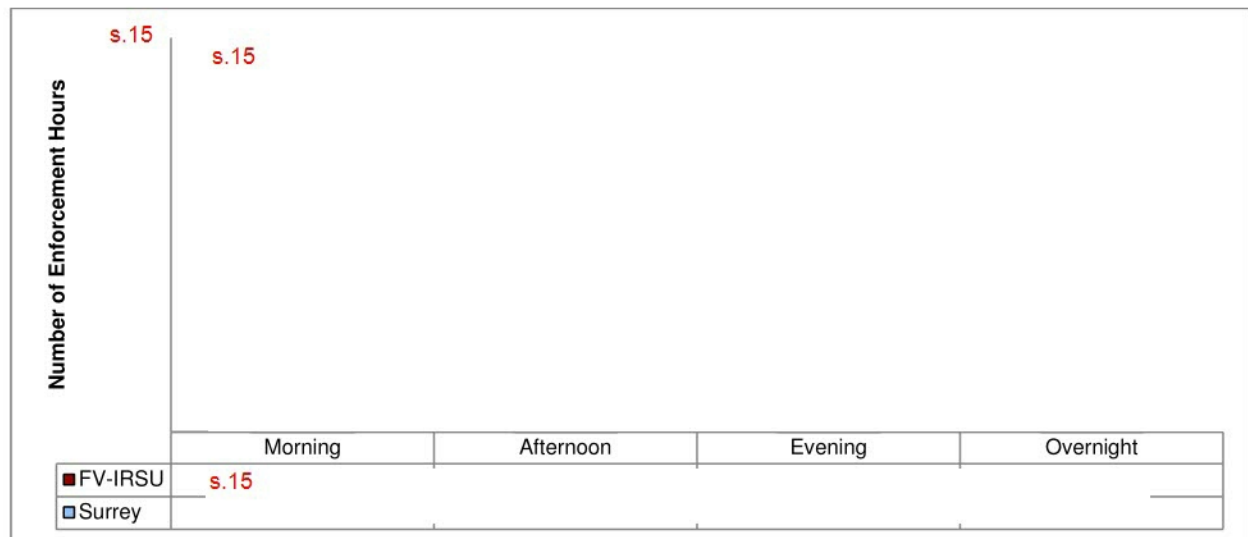 s.15
s.15
Number of Enforcement Hours
Morning Afternoon Evening Overnight
FV-IRSU s.15
Surrey